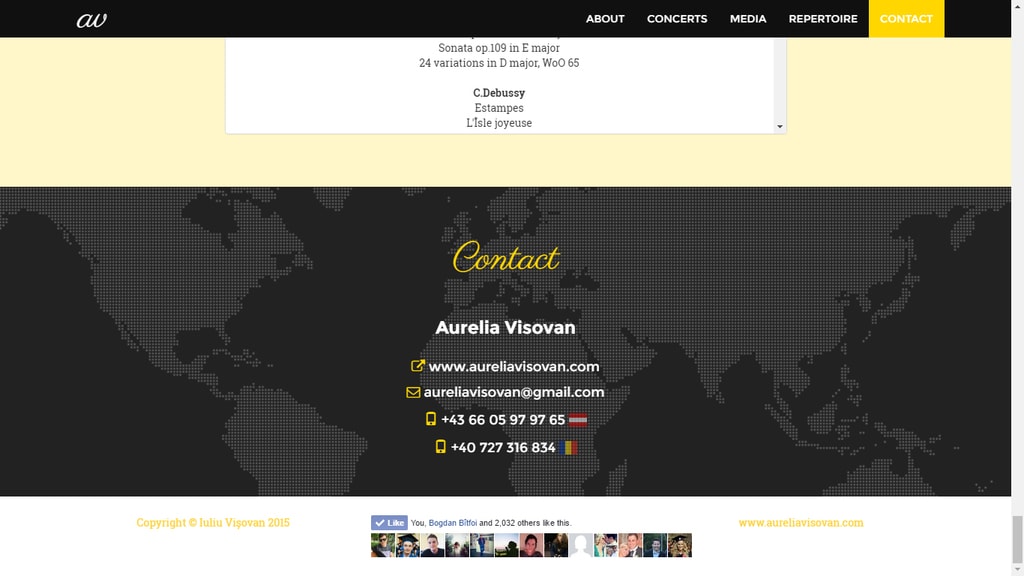 av
ABOUT CONCERTS MEDIA REPERTOIRE CONTACT
Sonata op.109 in E major
24 variations in D major, WoO 65
C.Debussy
Estampes
L'Îsle joyeuse
Contact
Aurelia Visovan
www.aureliavisovan.com
aureliavisovan@gmail.com
+43 66 05 97 97 65
+40 727 316 834
Copyright © Iuliu Vișovan 2015
Like You, Bogdan Bîtfoi and 2,032 others like this.
www.aureliavisovan.com